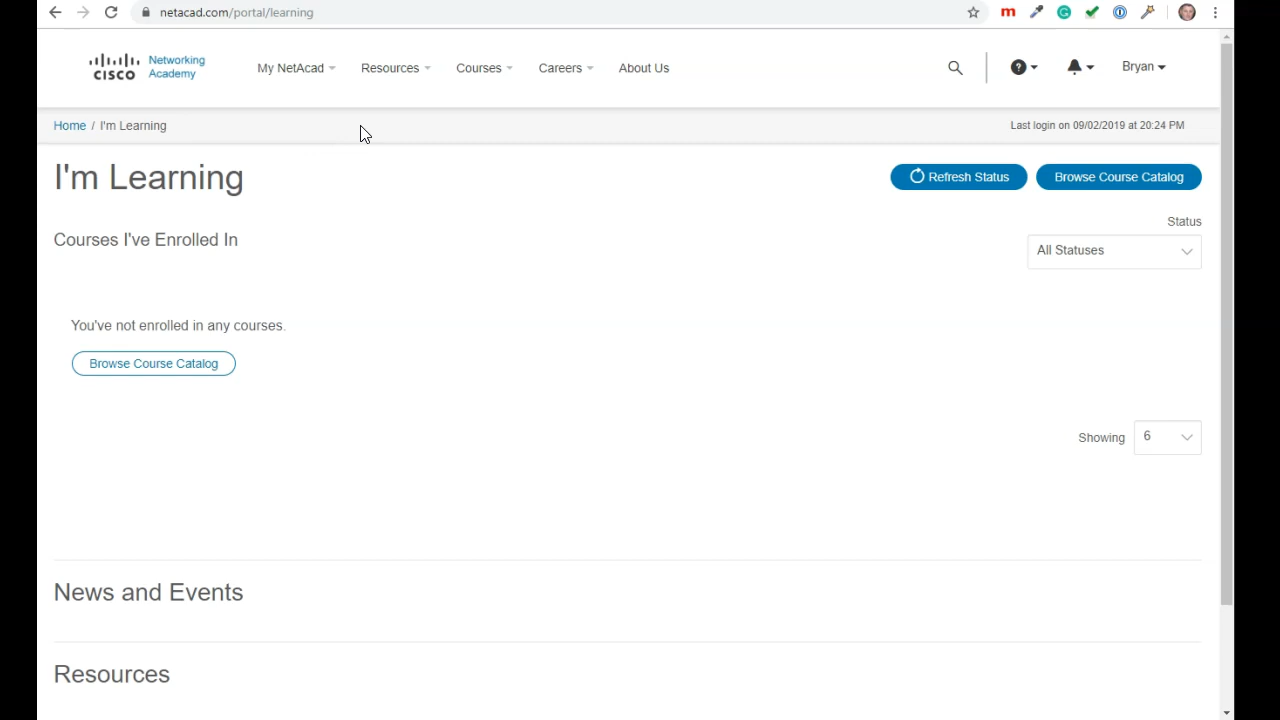 netacad.com/portal/learning
CISCO
Networking
Academy
My NetAcad
Resources
Courses
Careers
About Us
Bryan
Home / I'm Learning
Last login on 09/02/2019 at 20:24 PM
I'm Learning
Refresh Status
Browse Course Catalog
Status
Courses I've Enrolled In
All Statuses
You've not enrolled in any courses.
Browse Course Catalog
Showing
6
News and Events
Resources